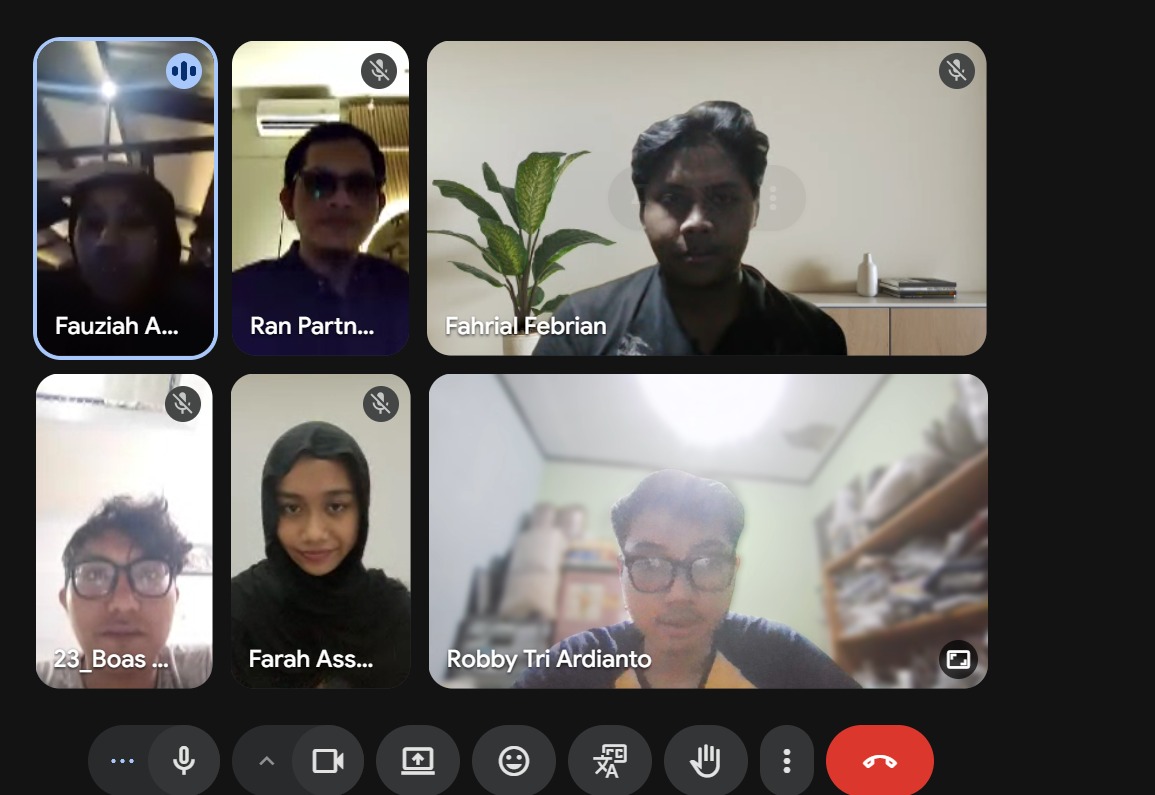 Fauziah A...
Ran Partn...
Fahrial Febrian
23_Boas ...
Farah Ass...
Robby Tri Ardianto